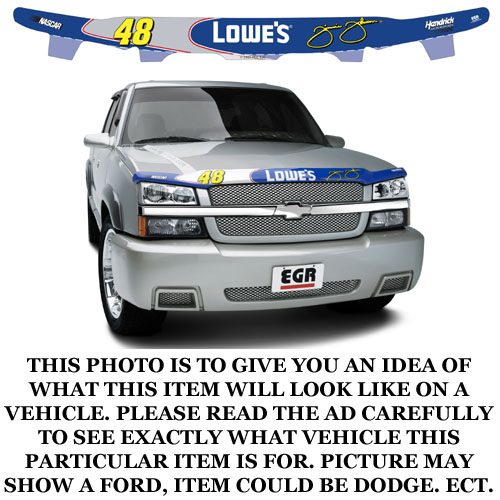 NASCAR 48 LOWE'S Hendrick
NASCAR 48 LOWE'S
EGR
THIS PHOTO IS TO GIVE YOU AN IDEA OF
WHAT THIS ITEM WILL LOOK LIKE ON A
VEHICLE. PLEASE READ THE AD CAREFULLY
TO SEE EXACTLY WHAT VEHICLE THIS
PARTICULAR ITEM IS FOR. PICTURE MAY
SHOW A FORD, ITEM COULD BE DODGE. ECT.